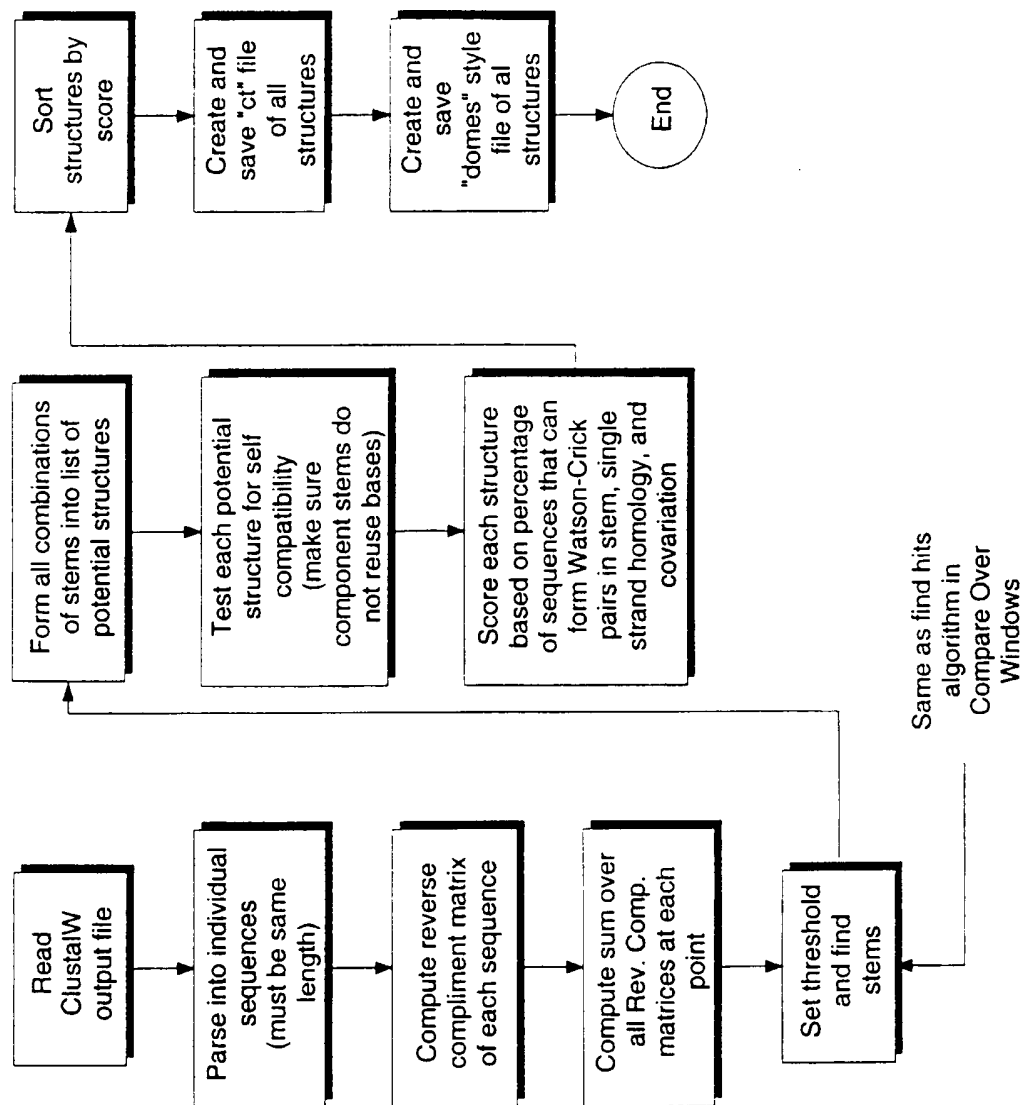 Read
ClustalW
output file
Parse into individual
sequences
(must be same
length)
Compute reverse
compliment matrix
of each sequence
Compute sum over
all Rev. Comp.
matrices at each
point
Set threshold
and find
stems
Same as find hits
algorithm in
Compare Over
Windows
Form all combinations
of stems into list of
potential structures
Test each potential
structure for self
compatibility
(make sure
component stems do
not reuse bases)
Score each structure
based on percentage
of sequences that can
form Watson-Crick
pairs in stem, single
strand homology, and
covariation
Sort
structures by
score
Create and
save "ct" file
of all
structures
Create and
save
"domes" style
file of al
structures
End